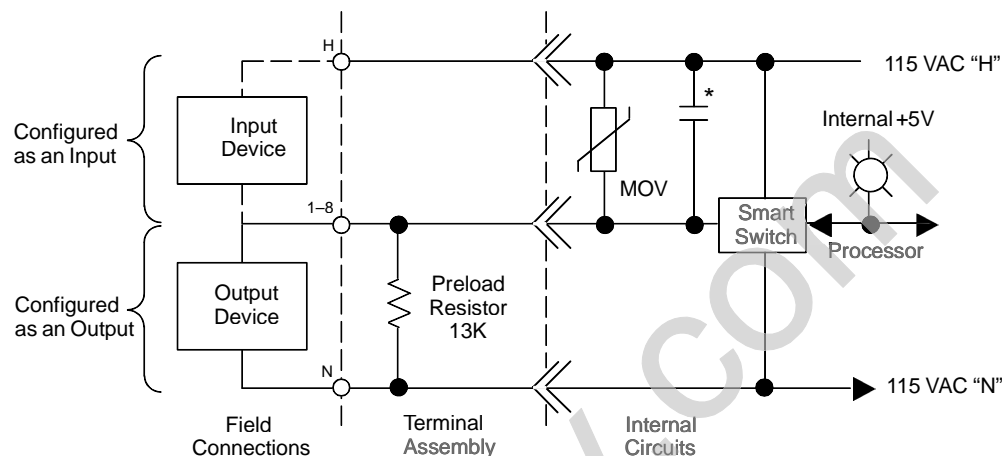 H
115 VAC “H”
*
Internal +5V
Configured
as an Input
Input
Device
MOV
1–8
Smart
Switch
Processor
Configured
as an Output
Output
Device
Preload
Resistor
13K
N
115 VAC “N”
Field
Connections
Terminal
Assembly
Internal
Circuits
.com